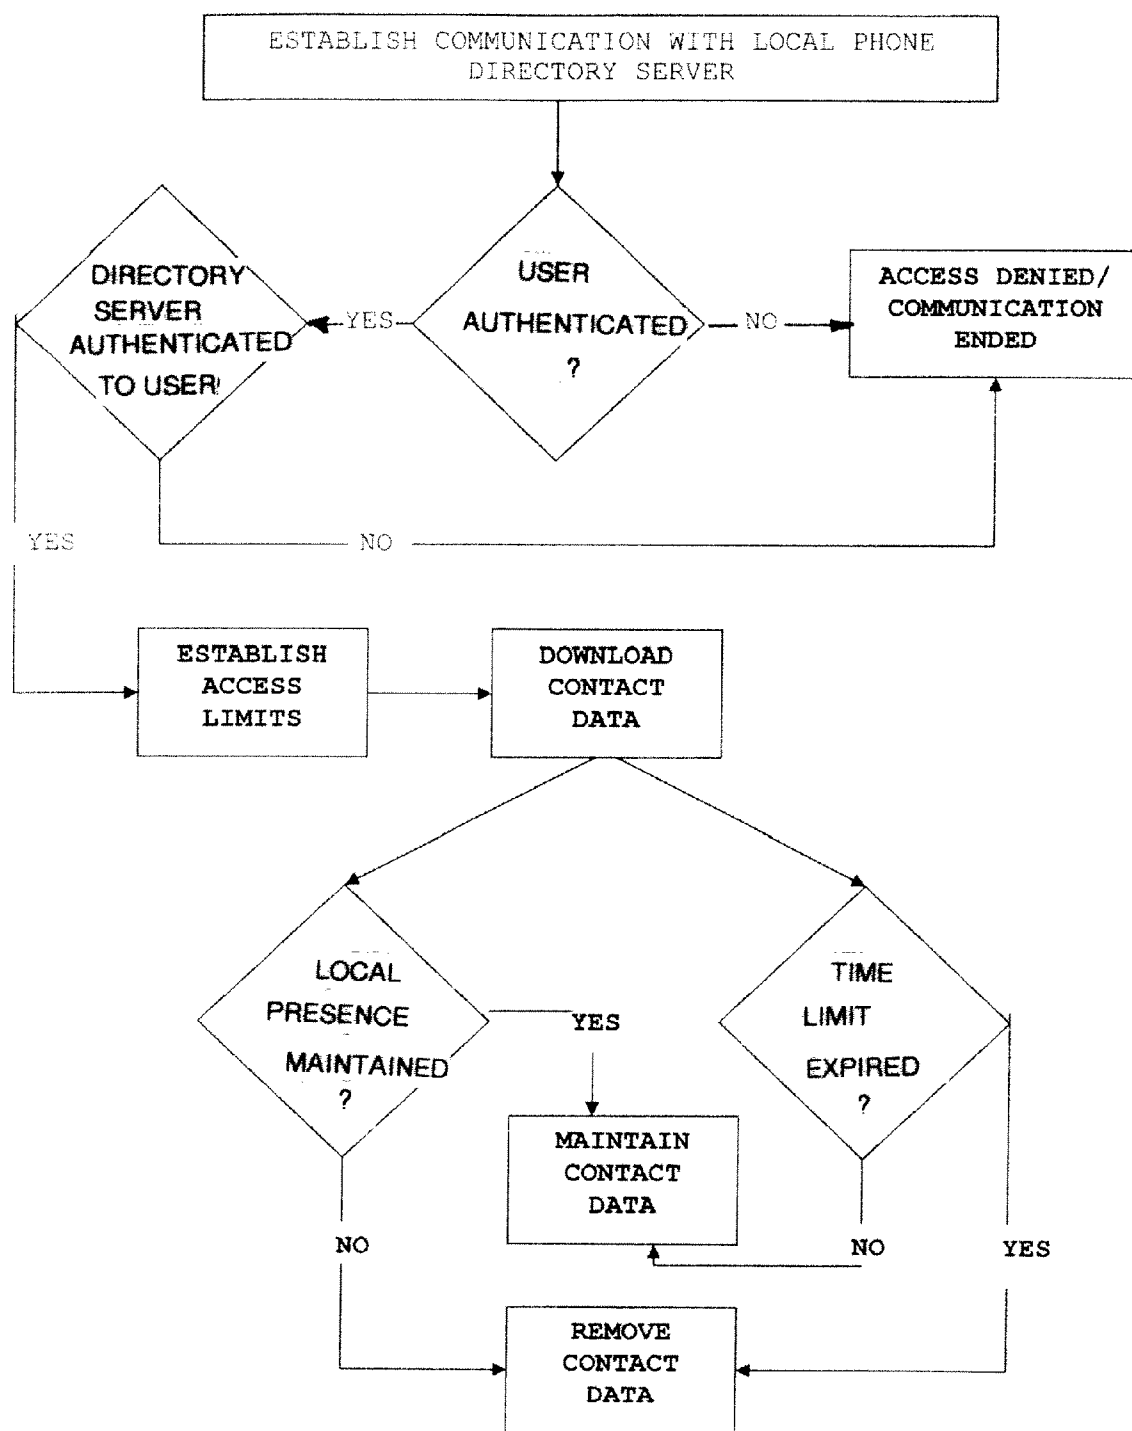 ESTABLISH COMMUNICATION WITH LOCAL PHONE
DIRECTORY SERVER
DIRECTORY
SERVER
AUTHENTICATED
TO USER
YES
USER
AUTHENTICATED
?
NO
ACCESS DENIED/
COMMUNICATION
ENDED
YES
NO
ESTABLISH
ACCESS
LIMITS
DOWNLOAD
CONTACT
DATA
LOCAL
PRESENCE
MAINTAINED
?
YES
TIME
LIMIT
EXPIRED
?
MAINTAIN
CONTACT
DATA
NO
NO
YES
REMOVE
CONTACT
DATA